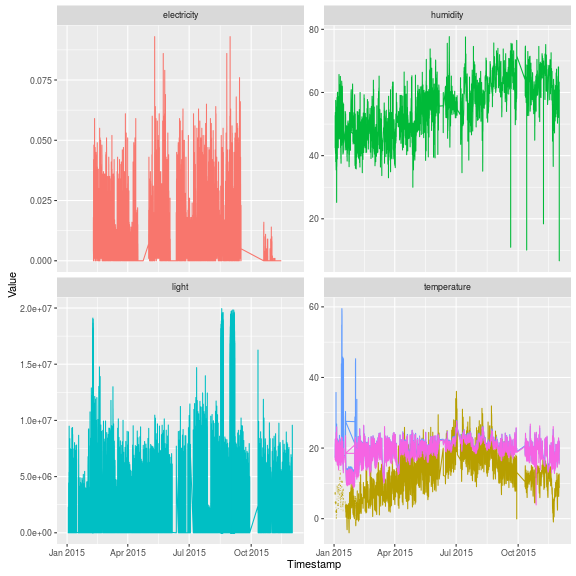 electricity
humidity
0.075
0.050
0.025
0.000
80
60
40
20
Value
light
temperature
2.0e+07
1.5e+07
1.0e+07
5.0e+06
0.0e+00
60
40
20
0
Jan 2015 Apr 2015 Jul 2015 Oct 2015
Jan 2015 Apr 2015 Jul 2015 Oct 2015
Timestamp